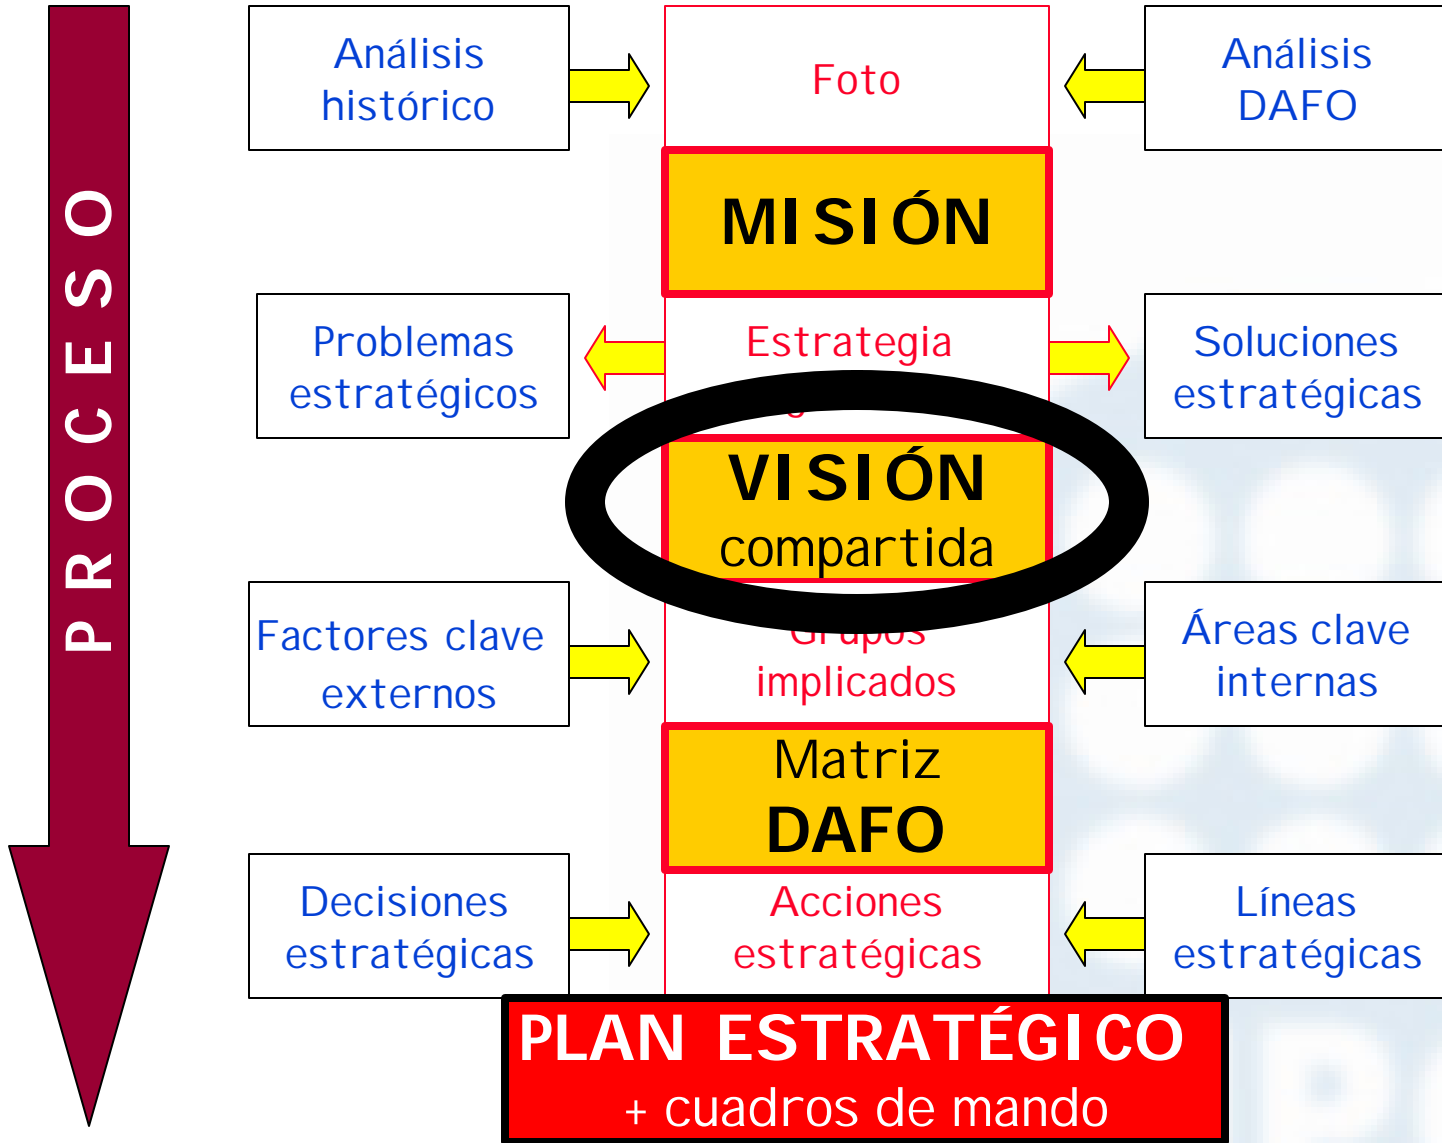 PROCESO
Análisis
histórico
Foto
Análisis
DAFO
MISIÓN
Problemas
estratégicos
Estrategia
Soluciones
estratégicas
VISIÓN
compartida
Factores clave
externos
Grupos
implicados
Áreas clave
internas
Matriz
DAFO
Decisiones
estratégicas
Acciones
estratégicas
Líneas
estratégicas
PLAN ESTRATÉGICO
+ cuadros de mando